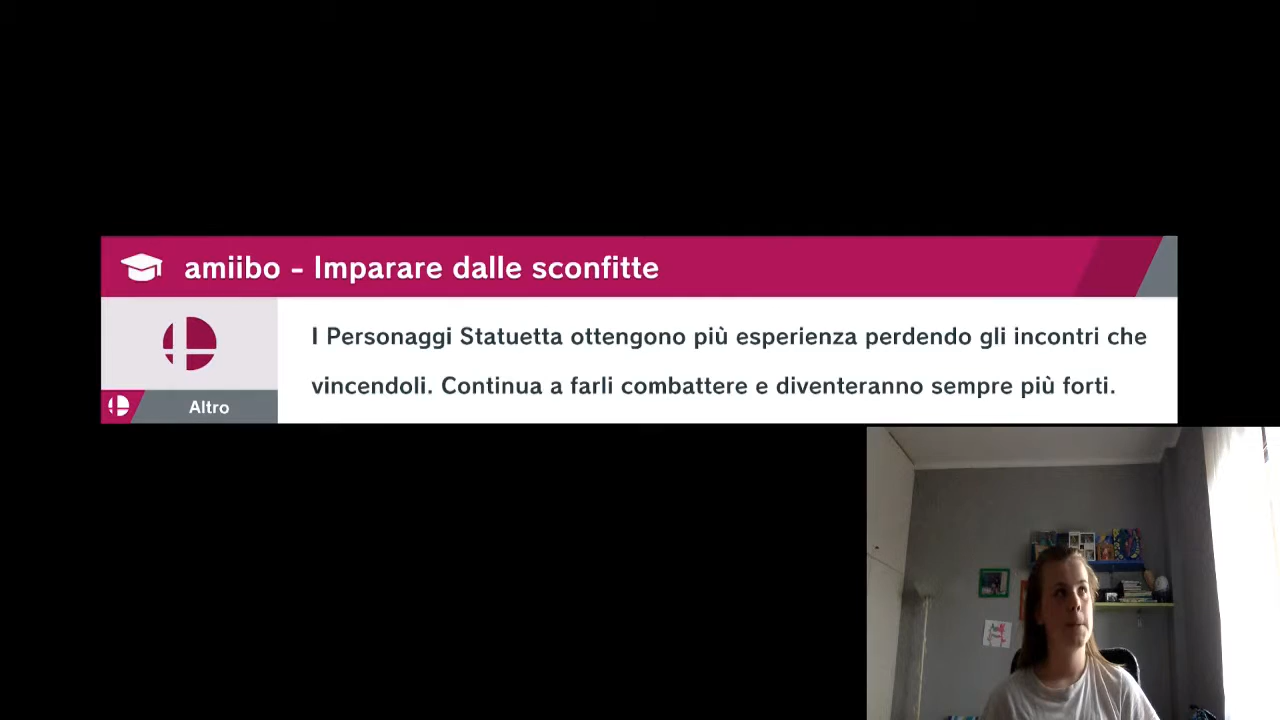 amiibo - Imparare dalle sconfitte
I Personaggi Statuetta ottengono più esperienza perdendo gli incontri che
vincendoli. Continua a farli combattere e diventeranno sempre più forti.
Altro